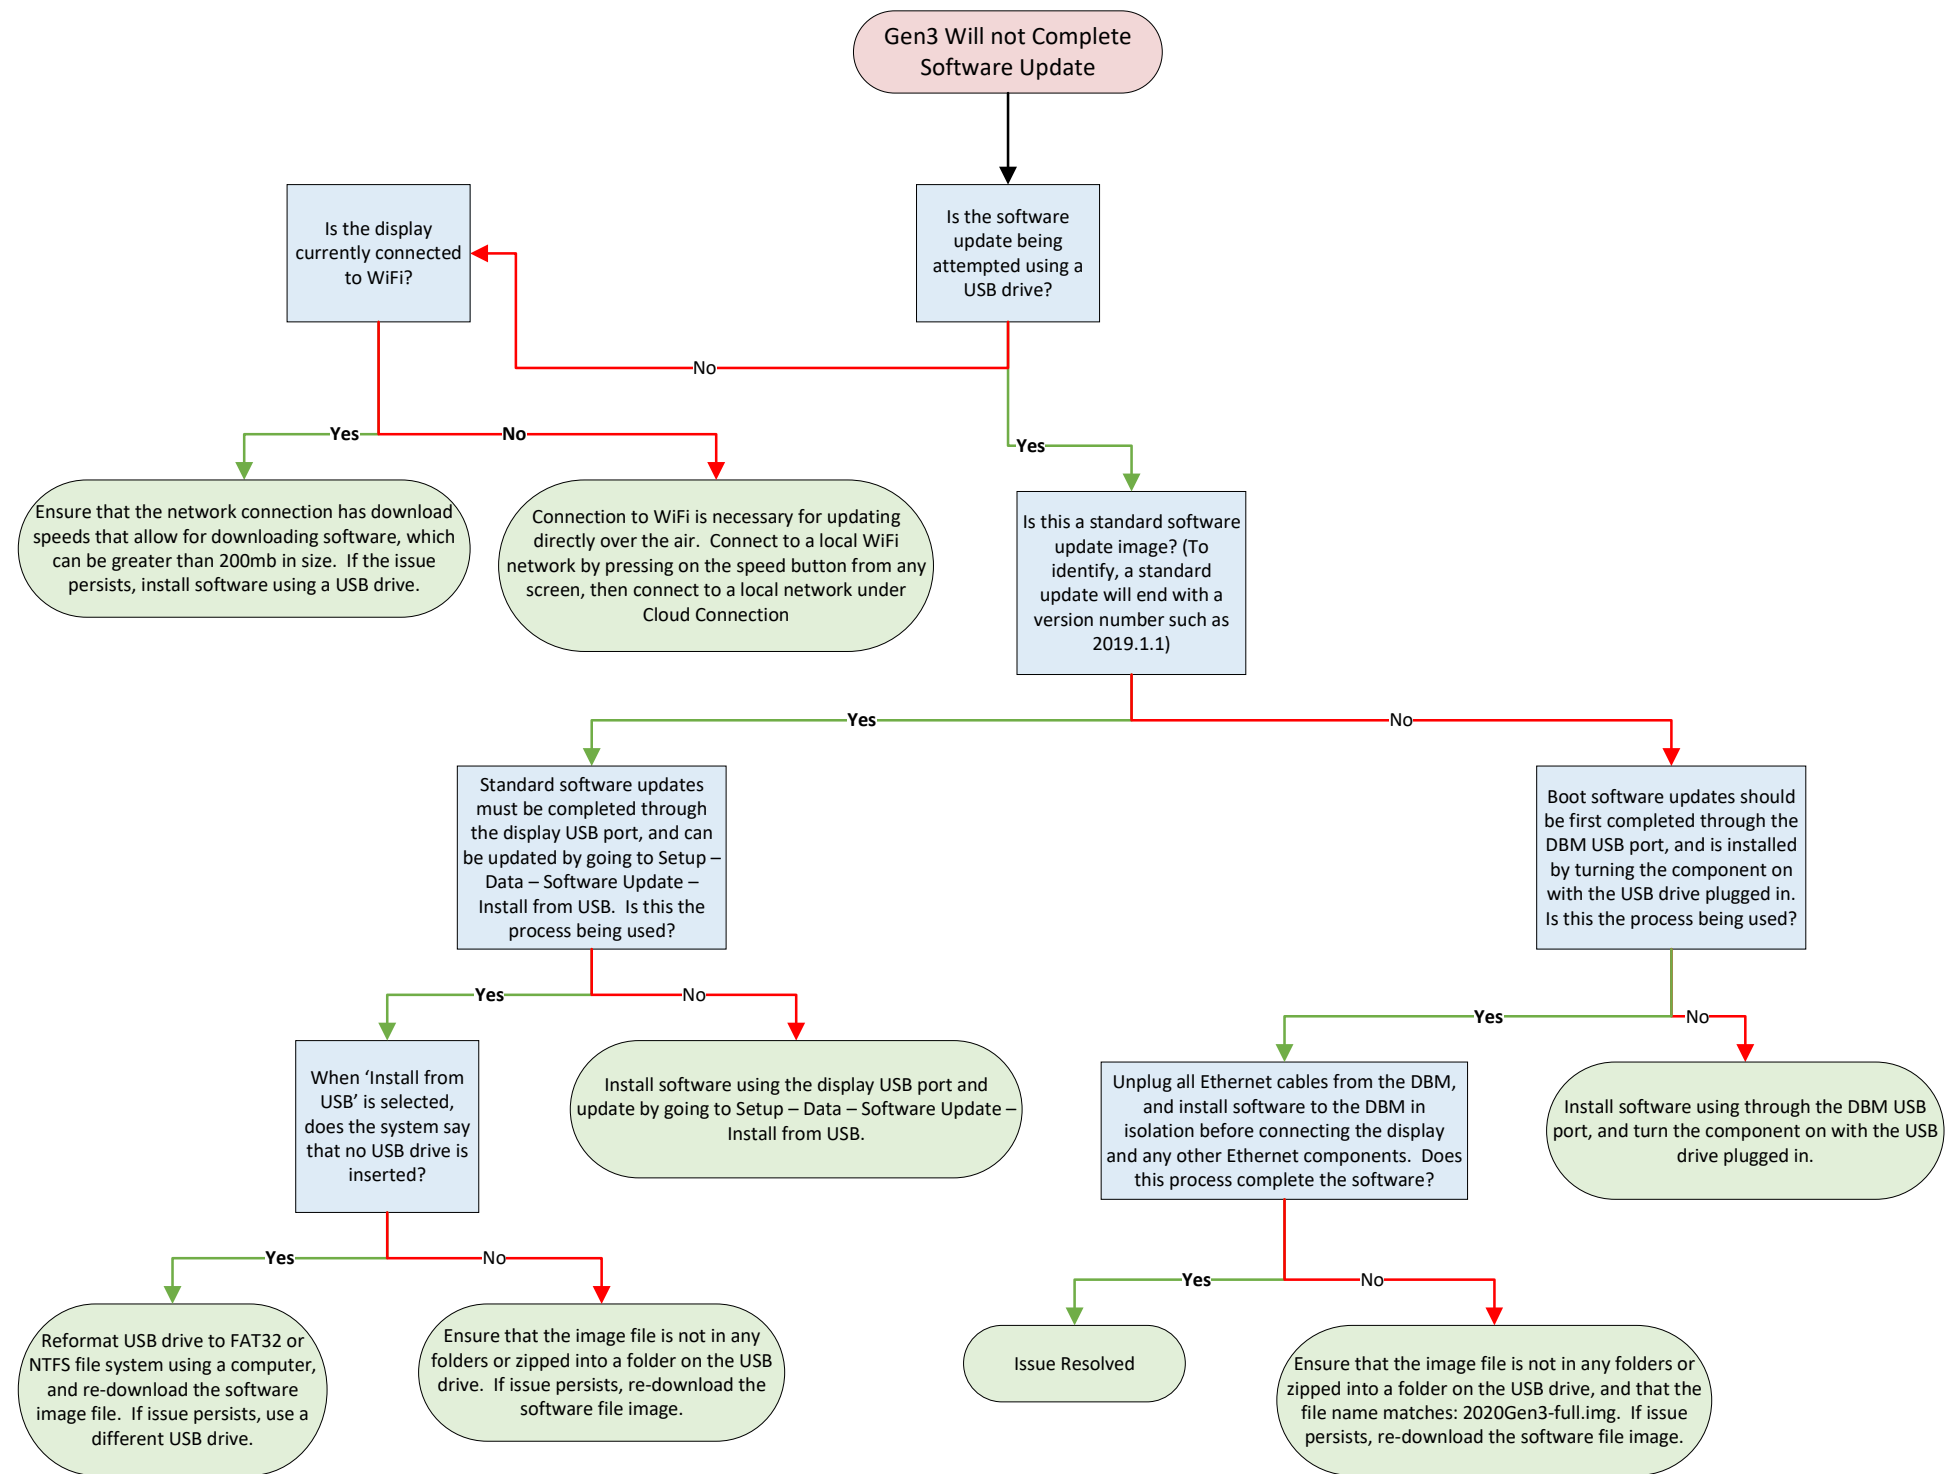 Gen3 Will not Complete
Software Update
Is the display
currently connected
to WiFi?
Is the software
update being
attempted using a
USB drive?
No
Yes
No
Yes
Ensure that the network connection has download
speeds that allow for downloading software, which
can be greater than 200mb in size.  If the issue
persists, install software using a USB drive.
Connection to WiFi is necessary for updating
directly over the air.  Connect to a local WiFi
network by pressing on the speed button from any
screen, then connect to a local network under
Cloud Connection
Is this a standard software
update image? (To
identify, a standard
update will end with a
version number such as
2019.1.1)
Yes
No
Standard software updates
must be completed through
the display USB port, and can
be updated by going to Setup –
Data – Software Update –
Install from USB.  Is this the
process being used?
Boot software updates should
be first completed through the
DBM USB port, and is installed
by turning the component on
with the USB drive plugged in.
Is this the process being used?
Yes
No
Yes
No
When ‘Install from
USB’ is selected,
does the system say
that no USB drive is
inserted?
Install software using the display USB port and
update by going to Setup – Data – Software Update –
Install from USB.
Unplug all Ethernet cables from the DBM,
and install software to the DBM in
isolation before connecting the display
and any other Ethernet components.  Does
this process complete the software?
Install software using through the DBM USB
port, and turn the component on with the USB
drive plugged in.
Yes
No
Yes
No
Reformat USB drive to FAT32 or
NTFS file system using a computer,
and re-download the software
image file.  If issue persists, use a
different USB drive.
Ensure that the image file is not in any
folders or zipped into a folder on the USB
drive.  If issue persists, re-download the
software file image.
Issue Resolved
Ensure that the image file is not in any folders or
zipped into a folder on the USB drive, and that the
file name matches: 2020Gen3-full.img.  If issue
persists, re-download the software file image.